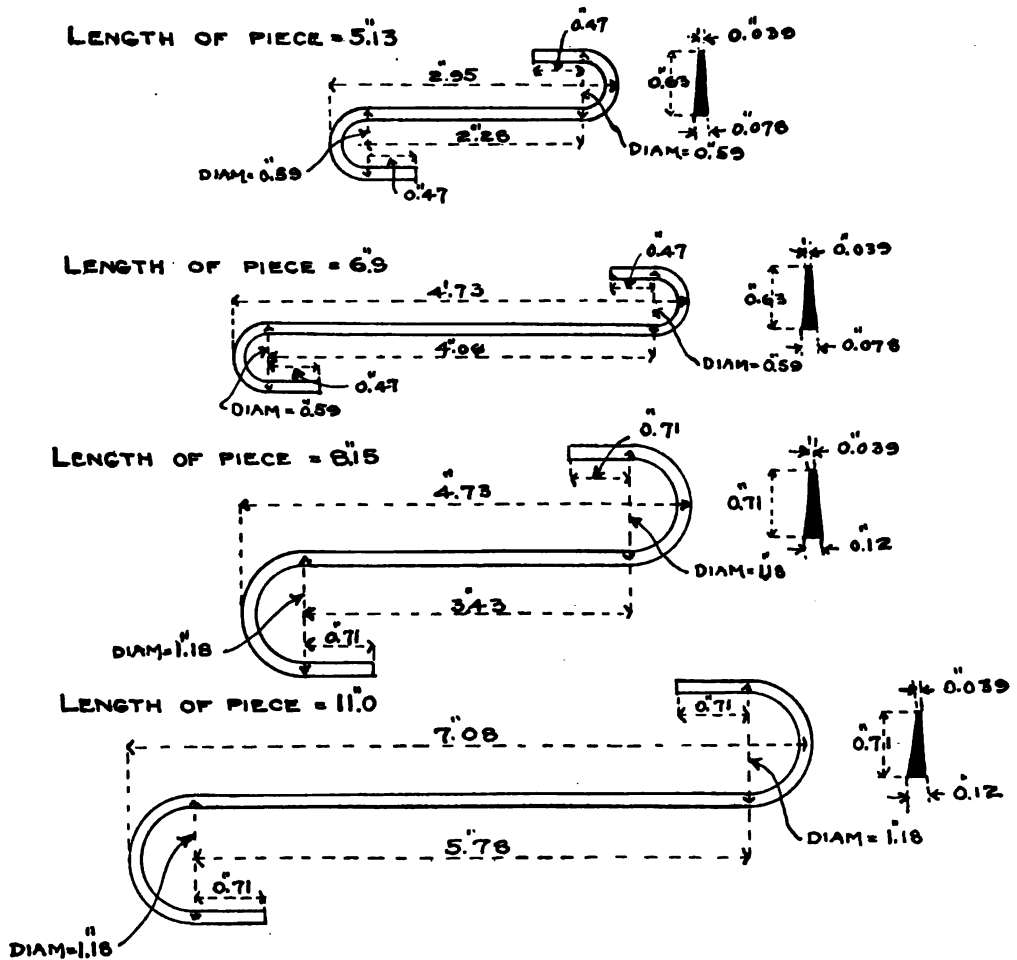 LENGTH OF PIECE = 5".13
0".47
0".039
2".95
0".63
2".28
0".078
DIAM = 0".59
DIAM = 0".59
0".47
LENGTH OF PIECE = 6".9
0".47
0".039
4".73
0".63
4".08
0".078
DIAM = 0".59
0".47
DIAM = 0".59
LENGTH OF PIECE = 8".15
0".71
0".039
4".73
0".71
0".12
DIAM = 1".18
3".43
0".71
DIAM = 1".18
LENGTH OF PIECE = 11".0
0".71
0".039
7".08
0".71
0".12
DIAM = 1".18
5".78
0".71
DIAM = 1".18